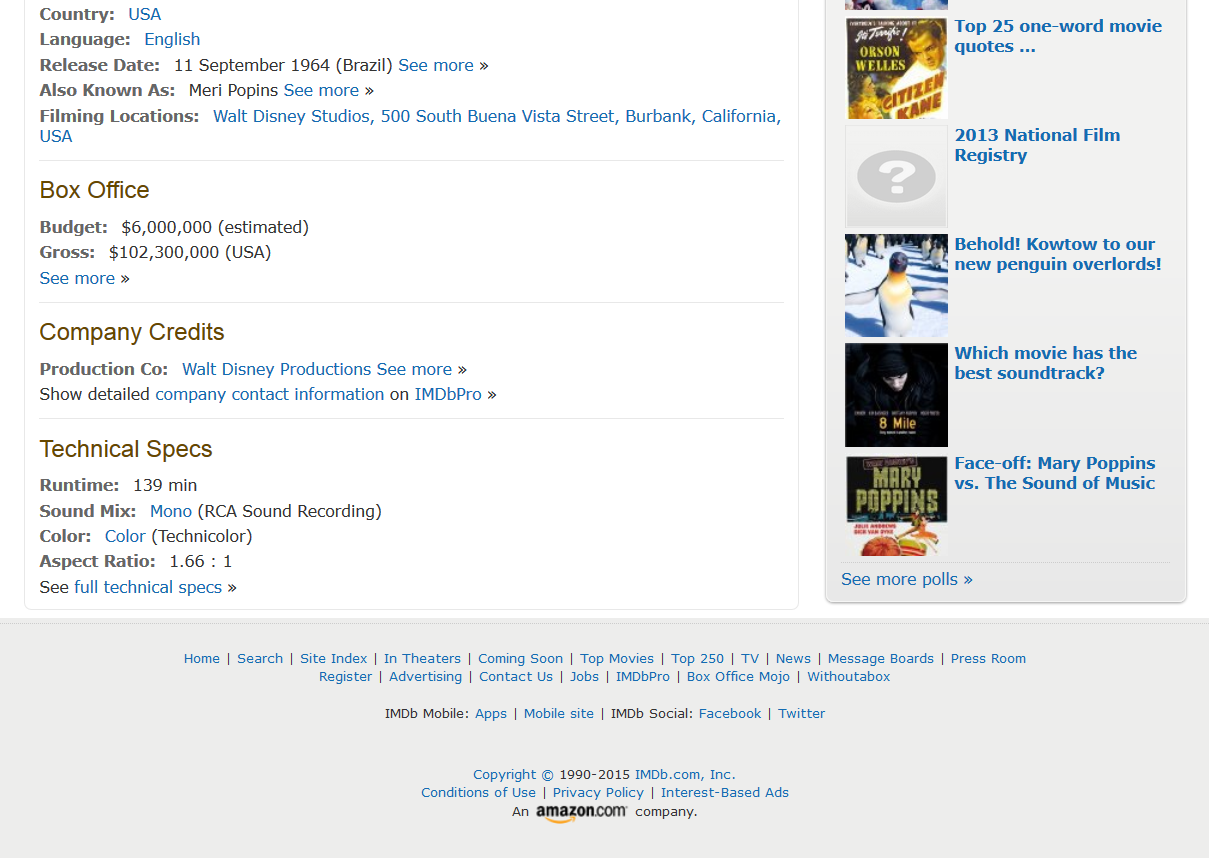 Country: USA
Language: English
Release Date: 11 September 1964 (Brazil) See more »
Also Known As: Meri Popins See more »
Filming Locations: Walt Disney Studios, 500 South Buena Vista Street, Burbank, California,
USA
Box Office
Budget: $6,000,000 (estimated)
Gross: $102,300,000 (USA)
See more »
Company Credits
Production Co: Walt Disney Productions See more »
Show detailed company contact information on IMDbPro »
Technical Specs
Runtime: 139 min
Sound Mix: Mono (RCA Sound Recording)
Color: Color (Technicolor)
Aspect Ratio: 1.66 : 1
See full technical specs »
It's Terrific!
ORSON
WELLES
CITIZEN
KANE
Top 25 one-word movie
quotes ...
?
2013 National Film
Registry
Behold! Kowtow to our
new penguin overlords!
8 Mile
Which movie has the
best soundtrack?
MARY
POPPINS
JULIE ANDREWS
DICK VAN DYKE
Face-off: Mary Poppins
vs. The Sound of Music
See more polls »
Home | Search | Site Index | In Theaters | Coming Soon | Top Movies | Top 250 | TV | News | Message Boards | Press Room
Register | Advertising | Contact Us | Jobs | IMDbPro | Box Office Mojo | Withoutabox
IMDb Mobile: Apps | Mobile site | IMDb Social: Facebook | Twitter
Copyright © 1990-2015 IMDb.com, Inc.
Conditions of Use | Privacy Policy | Interest-Based Ads
An amazon.com company.